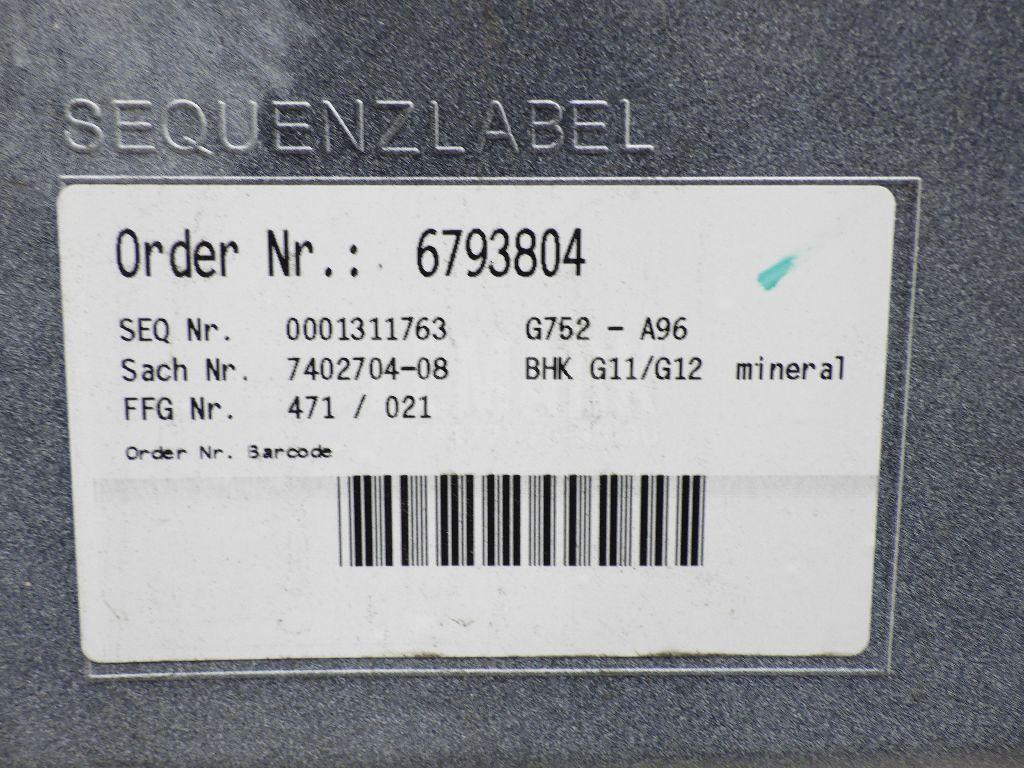 SEQUENZLABEL
Order Nr.: 6793804
SEQ Nr. 0001311763 G752 - A96
Sach Nr. 7402704-08 BHK G11/G12 mineral
FFG Nr. 471 / 021
Order Nr. Barcode